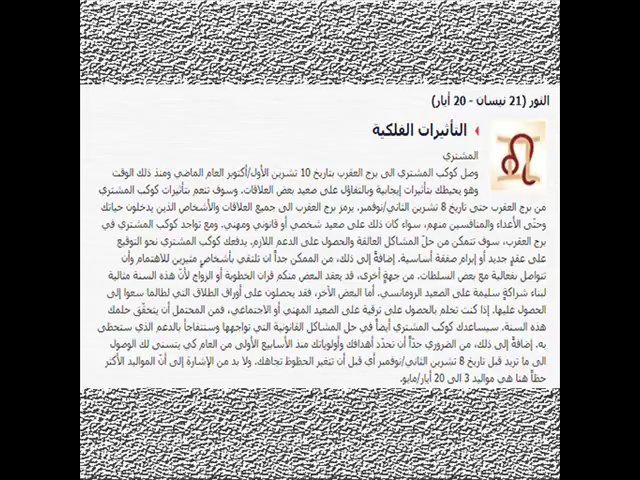 الثور (21 نيسان - 20 أيار)
التأثيرات الفلكية
المشتري
وصل كوكب المشتري الى برج العقرب بتاريخ 10 تشرين الأول/أكتوبر العام الماضي ومنذ ذلك الوقت
وهو يحيطك بتأثيرات إيجابية وبالتفاؤل على صعيد بعض العلاقات. وسوف تنعم بتأثيرات كوكب المشتري
من برج العقرب حتى تاريخ 8 تشرين الثاني/نوفمبر. يرمز برج العقرب الى جميع العلاقات والأشخاص الذين يدخلون حياتك
وحتّى الأعداء والمنافسين منهم، سواء كان ذلك على صعيد شخصي أو قانوني ومهني. ومع تواجد كوكب المشتري في
برج العقرب، سوف تتمكن من حلّ المشاكل العالقة والحصول على الدعم اللازم. يدفعك كوكب المشتري نحو التوقيع
على عقدٍ جديد أو إبرام صفقة أساسية. إضافةً إلى ذلك، من الممكن جداً ان تلتقي بأشخاصٍ مثيرين للاهتمام وأن
تتواصل بفعالية مع بعض السلطات. من جهةٍ أخرى، قد يعقد البعض منكم قران الخطوبة أو الزواج لأنّ هذه السنة مثالية
لبناء شراكةٍ سليمة على الصعيد الرومانسي. أما البعض الآخر، فقد يحصلون على أوراق الطلاق التي لطالما سعوا إلى
الحصول عليها. إذا كنت تحلم بالحصول على ترقية على الصعيد المهني أو الاجتماعي، فمن المحتمل أن يتحقّق حلمك
هذه السنة. سيساعدك كوكب المشتري أيضاً في حل المشاكل القانونية التي تواجهها وستتفاجأ بالدعم الذي ستحظى
به. إضافةً إلى ذلك، من الضروري جدّاً أن تحدّد أهدافك وأولوياتك منذ الأسابيع الأولى من العام كي يتسنى لك الوصول
الى ما تريد قبل تاريخ 8 تشرين الثاني/نوفمبر أي قبل أن تتغير الحظوظ تجاهك. ولا بد من الإشارة إلى أنّ المواليد الأكثر
حظاً هنا هي مواليد 3 الى 20 أيار/مايو.